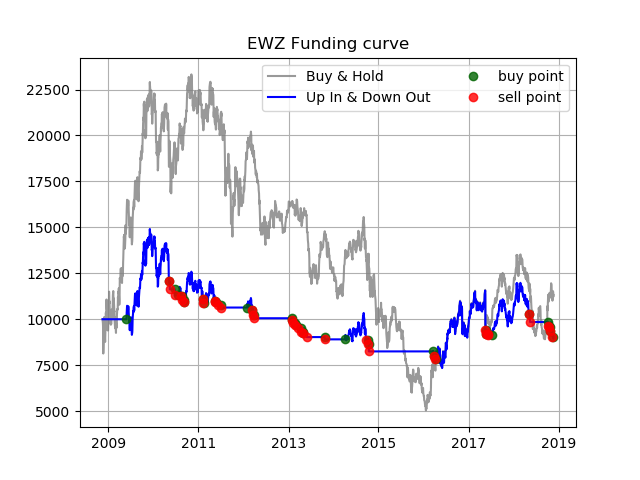 EWZ Funding curve
Buy & Hold
Up In & Down Out
buy point
sell point
22500
20000
17500
15000
12500
10000
7500
5000
2009 2011 2013 2015 2017 2019